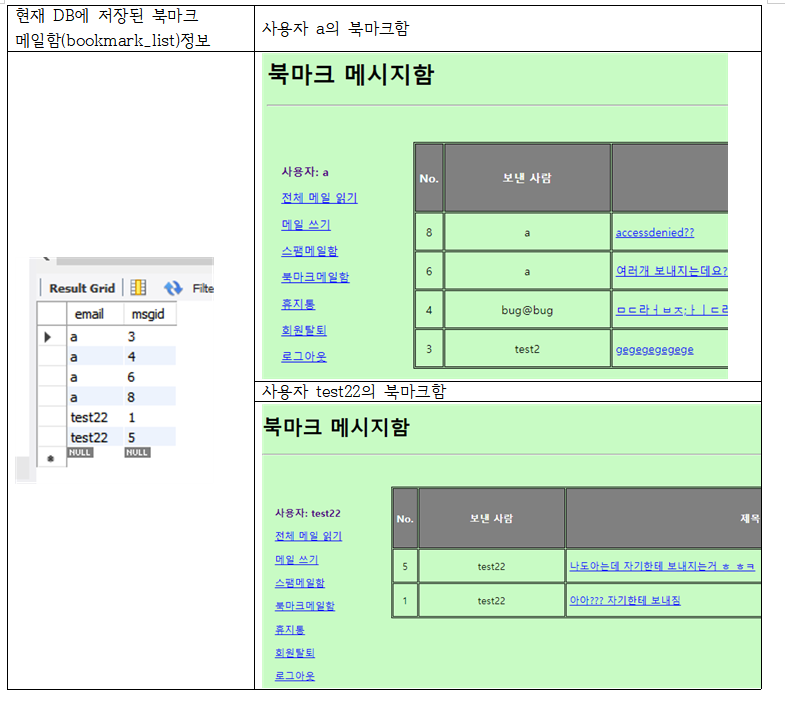 현재 DB에 저장된 북마크
메일함(bookmark_list)정보
사용자 a의 북마크함
Result Grid
Filte
email msgid
a 3
a 4
a 6
a 8
test22 1
test22 5
NULL NULL
북마크 메시지함
사용자: a
전체 메일 읽기
메일 쓰기
스팸메일함
북마크메일함
휴지통
회원탈퇴
로그아웃
No. 보낸 사람
8 a accessdenied??
6 a 여러개 보내지는데요?
4 bug@bug ㅁㄷ라ㅓㅂㅈ;ㅏㅣㄷ라
3 test2 gegegegegege
사용자 test22의 북마크함
북마크 메시지함
사용자: test22
전체 메일 읽기
메일 쓰기
스팸메일함
북마크메일함
휴지통
회원탈퇴
로그아웃
No. 보낸 사람 제목
5 test22 나도아는데 자기한테 보내지는거 ㅎ ㅎㅋ
1 test22 아아??? 자기한테 보내짐